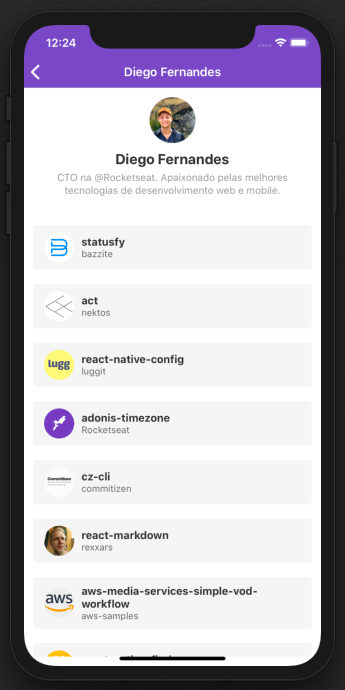 12:24
Diego Fernandes
Diego Fernandes
CTO na @Rocketseat. Apaixonado pelas melhores
tecnologias de desenvolvimento web e mobile.
statusfy
bazzite
act
nektos
lugg
react-native-config
luggit
adonis-timezone
Rocketseat
Commitizen
cz-cli
commitizen
react-markdown
rexxars
aws
aws-media-services-simple-vod-
workflow
aws-samples